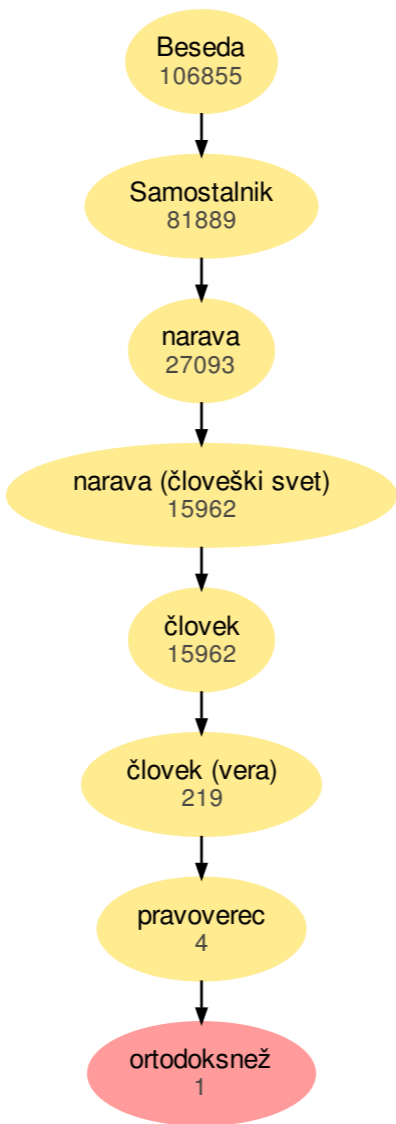 Beseda
106855
Samostalnik
81889
narava
27093
narava (človeški svet)
15962
človek
15962
človek (vera)
219
pravoverec
4
ortodoksnež
1